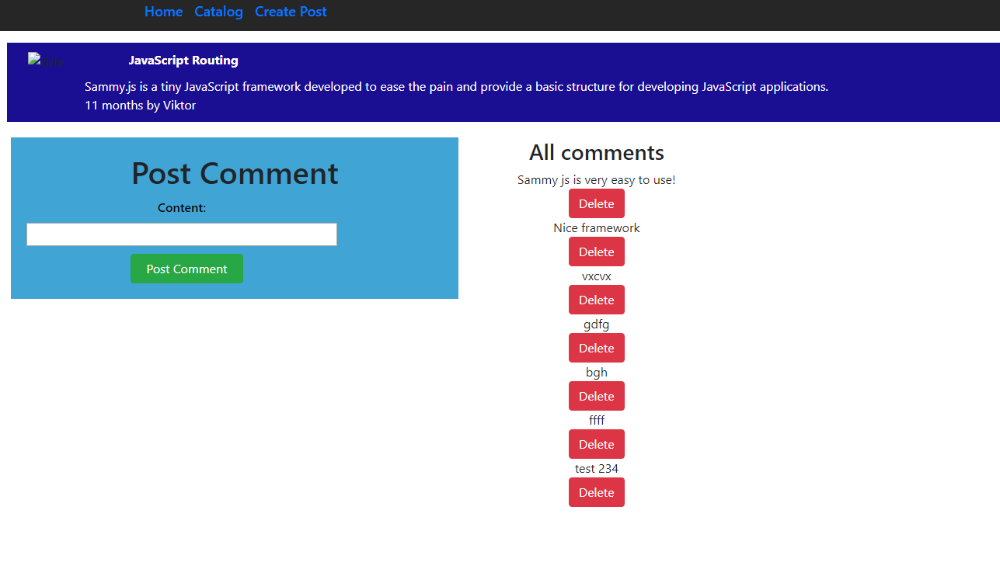 Home Catalog Create Post
JavaScript Routing
Sammy.js is a tiny JavaScript framework developed to ease the pain and provide a basic structure for developing JavaScript applications.
11 months by Viktor
Post Comment
Content:
Post Comment
All comments
Sammy js is very easy to use!
Delete
Nice framework
Delete
vxcvx
Delete
gdfg
Delete
bgh
Delete
ffff
Delete
test 234
Delete